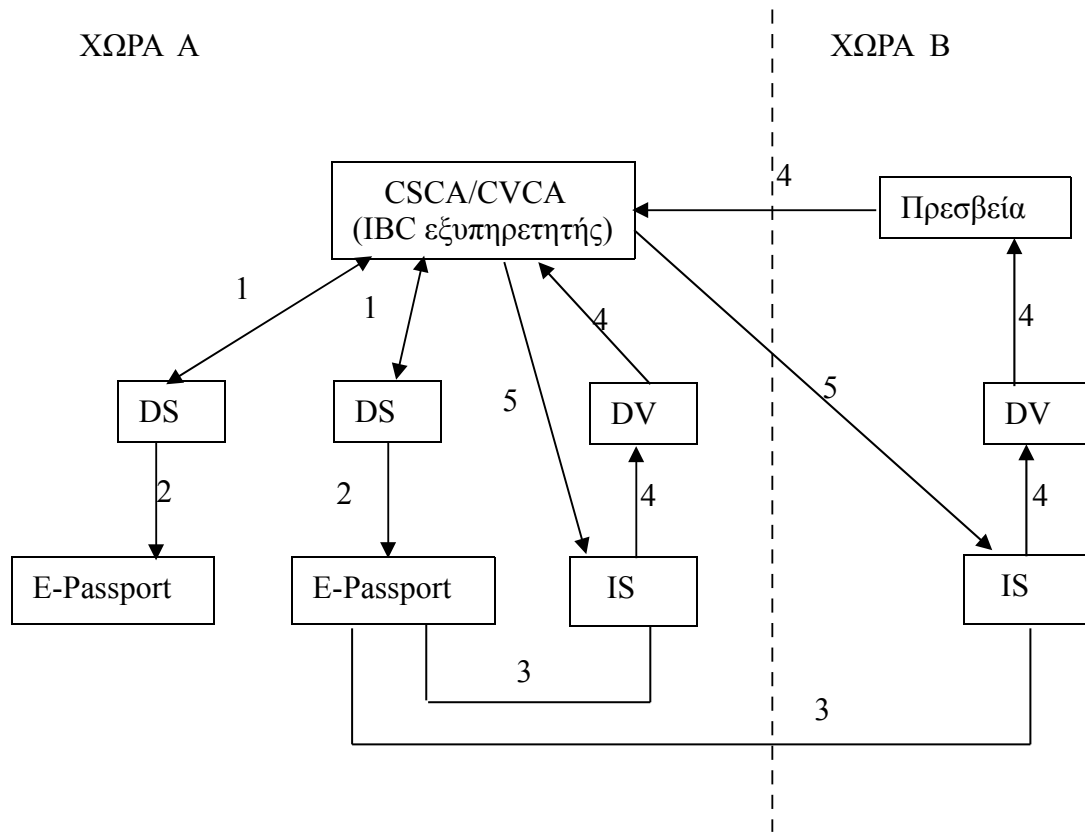 ΧΩΡΑ Α
ΧΩΡΑ Β
CSCA/CVCA
(IBC εξυπηρετητής)
4
Πρεσβεία
1
1
4
4
DS
DS
5
DV
5
DV
2
2
4
4
E-Passport
E-Passport
IS
IS
3
3